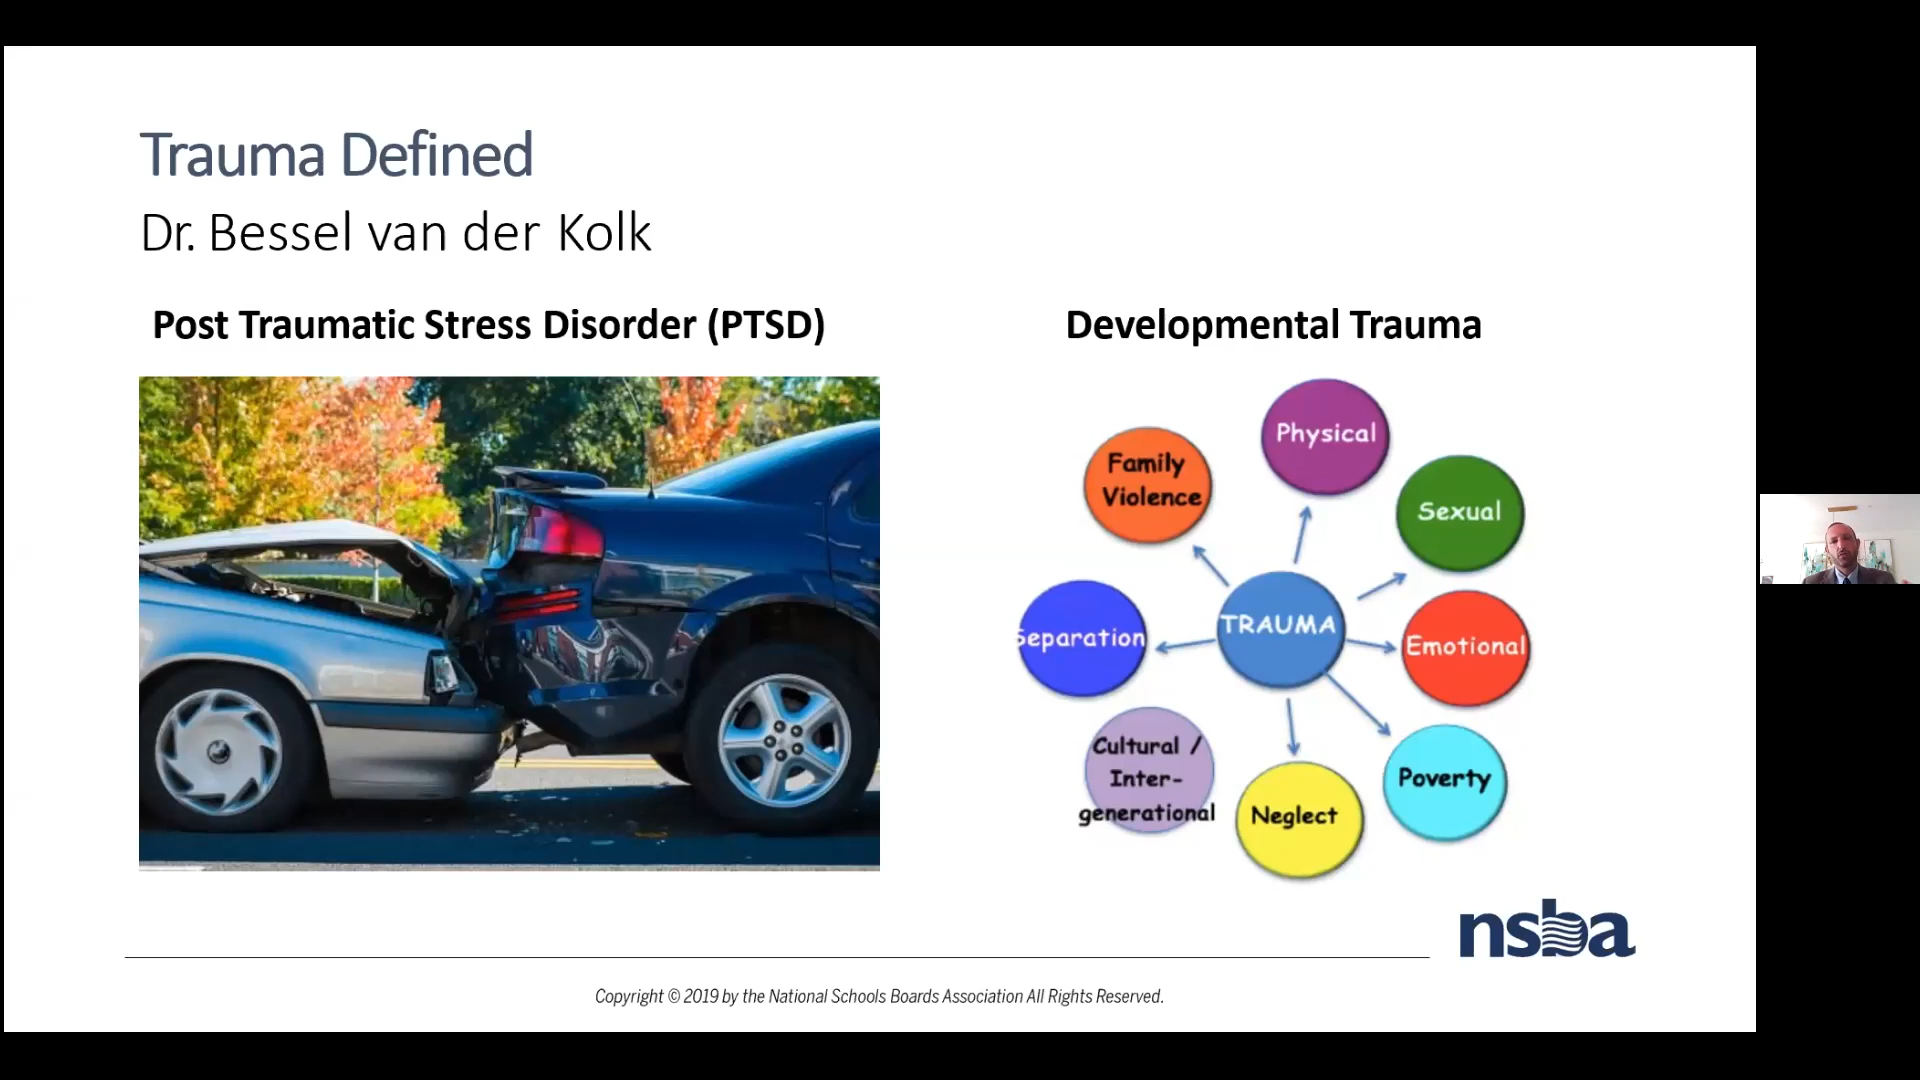 Trauma Defined
Dr. Bessel van der Kolk
Post Traumatic Stress Disorder (PTSD)
Developmental Trauma
Physical
Family
Violence
Sexual
TRAUMA
Separation
Emotional
Cultural /
Inter-
generational
Neglect
Poverty
nsba
Copyright © 2019 by the National Schools Boards Association All Rights Reserved.